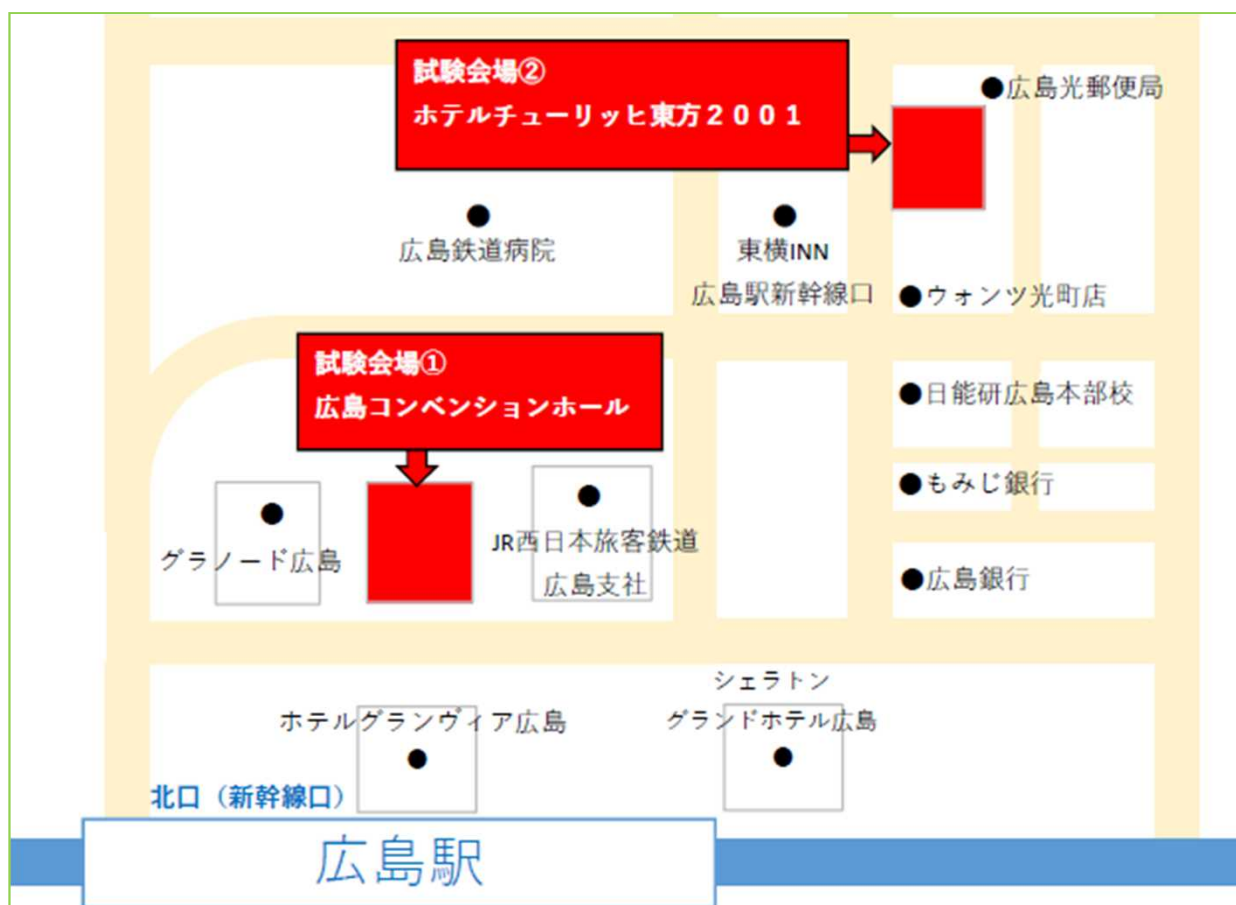 試験会場②
ホテルチューリッヒ東方2001
●広島光郵便局
●
広島鉄道病院
●
東横INN
広島駅新幹線口
●ウォンツ光町店
試験会場①
広島コンベンションホール
●日能研広島本部校
●もみじ銀行
●
グラノード広島
●
JR西日本旅客鉄道
広島支社
●広島銀行
ホテルグランヴィア広島
●
シェラトン
グランドホテル広島
●
北口（新幹線口）
広島駅